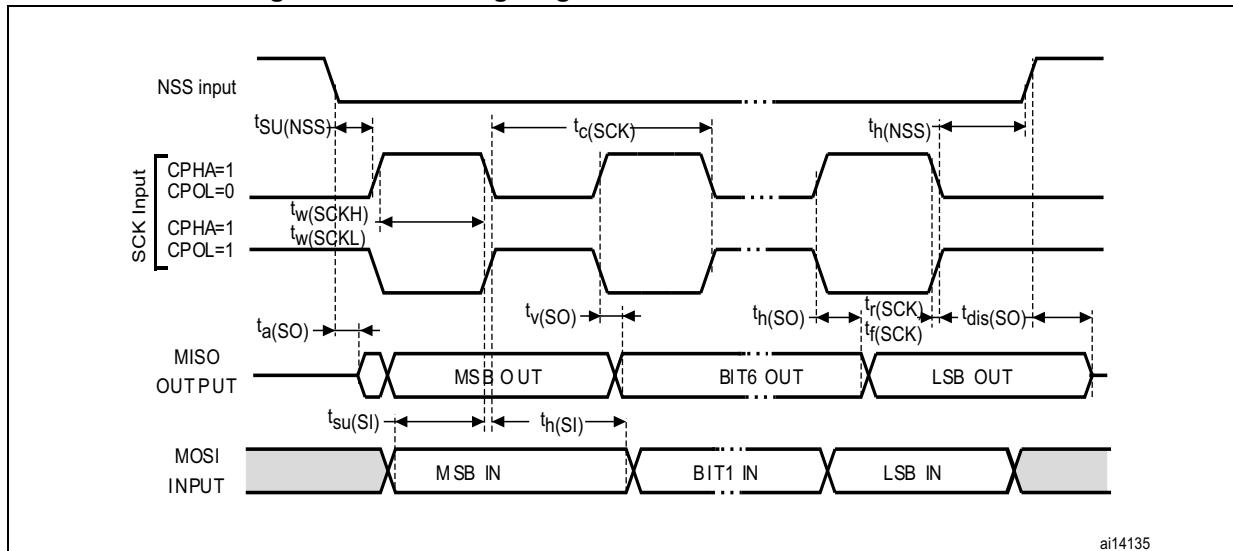 NSS input
tSU(NSS)
tc(SCK)
th(NSS)
SCK Input
CPHA=1
CPOL=0
tw(SCKH)
tw(SCKL)
CPHA=1
CPOL=1
ta(SO)
tv(SO)
th(SO)
tr(SCK)
tf(SCK)
tdis(SO)
MISO
OUTPUT
MSB OUT
BIT6 OUT
LSB OUT
tsu(SI)
th(SI)
MOSI
INPUT
MSB IN
BIT1 IN
LSB IN
ai14135